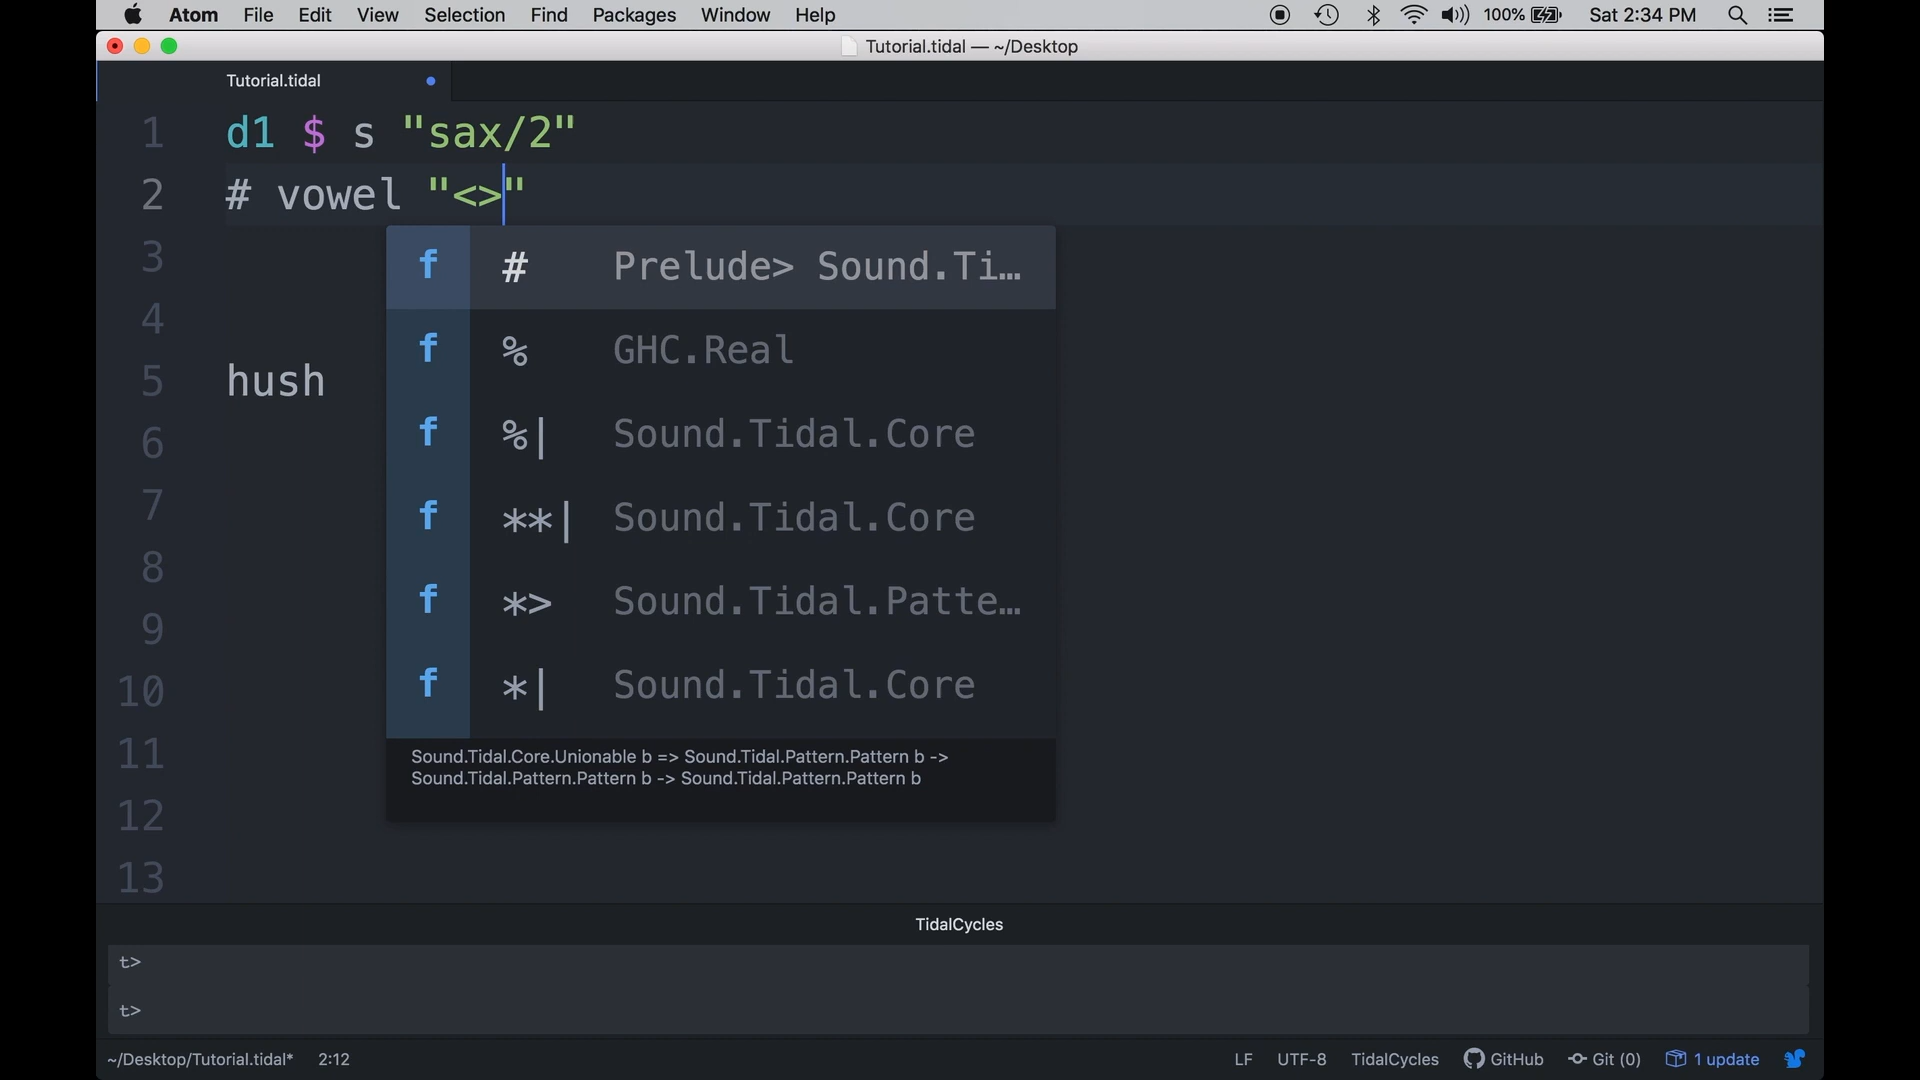 Atom File Edit View Selection Find Packages Window Help 100% Sat 2:34 PM
Tutorial.tidal — ~/Desktop
Tutorial.tidal
1 d1 $ s "sax/2"
2 # vowel "<>"
3
f # Prelude> Sound.Ti…
4
f % GHC.Real
5 hush
f %| Sound.Tidal.Core
6
7
f **| Sound.Tidal.Core
8
f *> Sound.Tidal.Patte…
9
10
f *| Sound.Tidal.Core
11
Sound.Tidal.Core.Unionable b => Sound.Tidal.Pattern.Pattern b ->
Sound.Tidal.Pattern.Pattern b -> Sound.Tidal.Pattern.Pattern b
12
13
TidalCycles
t>
t>
~/Desktop/Tutorial.tidal* 2:12 LF UTF-8 TidalCycles GitHub Git (0) 1 update